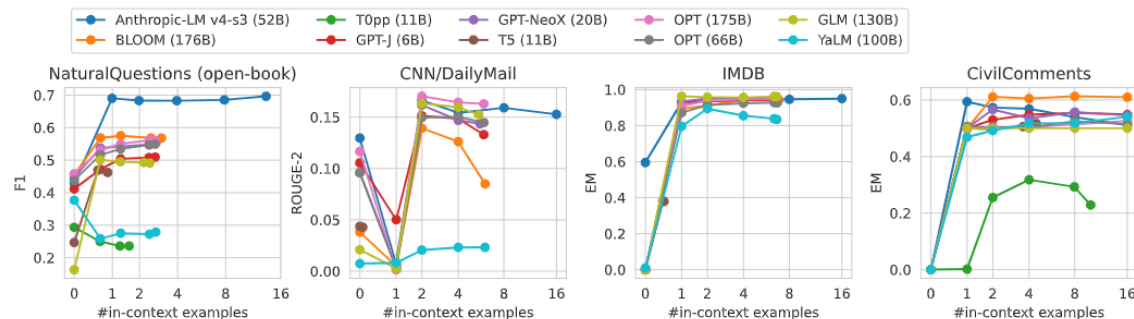 Anthropic-LM v4-s3 (52B) T0pp (11B) GPT-NeoX (20B) OPT (175B) GLM (130B)
BLOOM (176B) GPT-J (6B) T5 (11B) OPT (66B) YaLM (100B)
NaturalQuestions (open-book) CNN/DailyMail IMDB CivilComments
F1
0.7
0.6
0.5
0.4
0.3
0.2
0 1 2 4 8 16
#in-context examples
ROUGE-2
0.15
0.10
0.05
0.00
0 1 2 4 8 16
#in-context examples
EM
1.0
0.8
0.6
0.4
0.2
0.0
0 1 2 4 8 16
#in-context examples
EM
0.6
0.4
0.2
0.0
0 1 2 4 8 16
#in-context examples